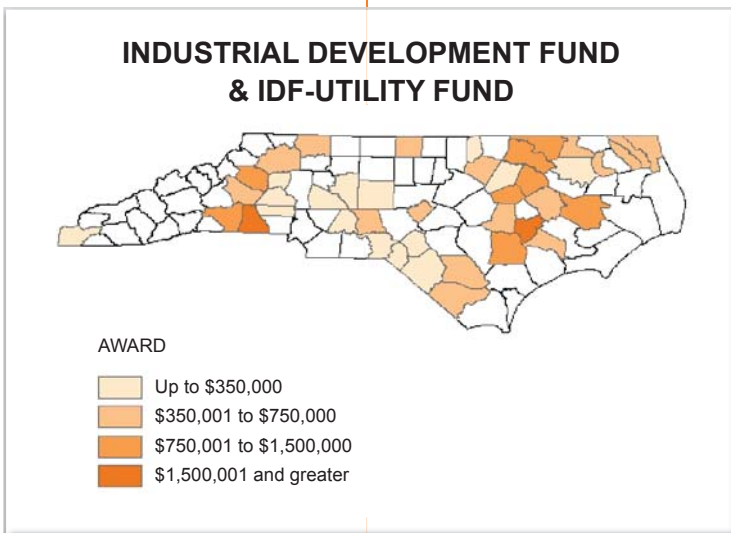 INDUSTRIAL DEVELOPMENT FUND
& IDF-UTILITY FUND
AWARD
Up to $350,000
$350,001 to $750,000
$750,001 to $1,500,000
$1,500,001 and greater